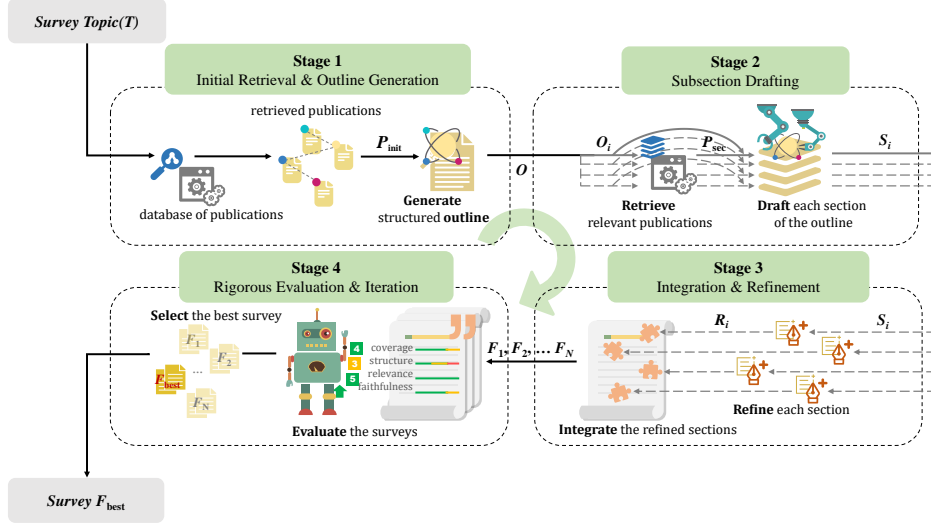 Survey Topic(T)
Stage 1
Initial Retrieval & Outline Generation
retrieved publications
P_init
database of publications
Generate
structured outline
O
Stage 2
Subsection Drafting
O_i
P_sec
S_i
Retrieve
relevant publications
Draft each section
of the outline
Stage 3
Integration & Refinement
R_i
S_i
Refine each section
Integrate the refined sections
F_1, F_2, ... F_N
Stage 4
Rigorous Evaluation & Iteration
Select the best survey
F_1
F_2
...
F_best
F_N
4
3
5
coverage
structure
relevance
faithfulness
Evaluate the surveys
Survey F_best